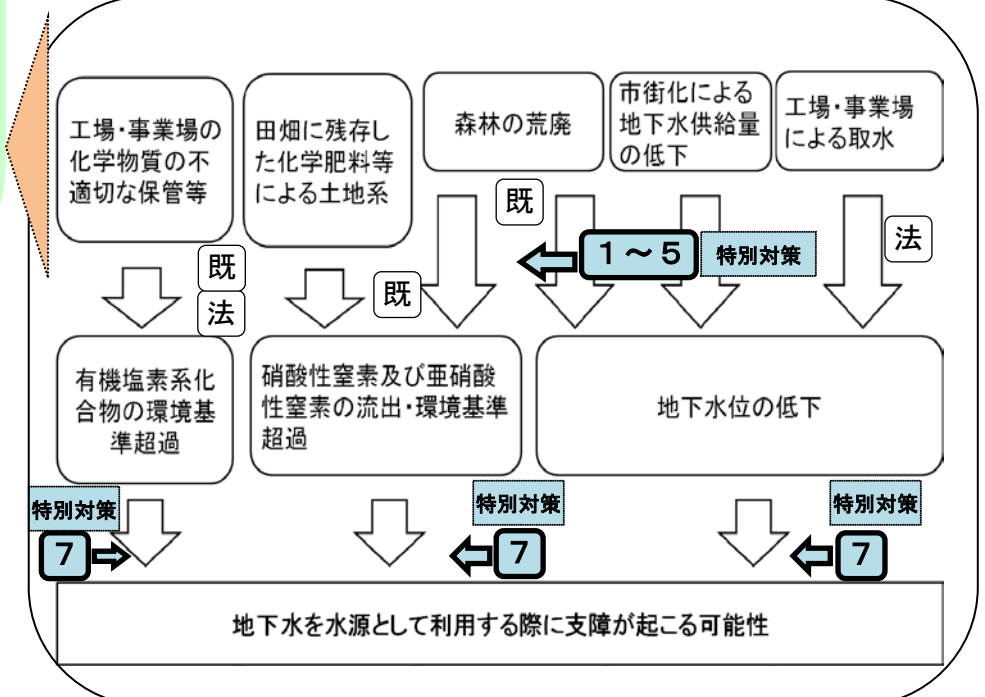 工場・事業場の
化学物質の不
適切な保管等
田畑に残存し
た化学肥料等
による土地系
森林の荒廃
市街化による
地下水供給量
の低下
工場・事業場
による取水
既
法
既
既
1～5
特別対策
法
有機塩素系化
合物の環境基
準超過
硝酸性窒素及び亜硝酸
性窒素の流出・環境基準
超過
地下水位の低下
特別対策
7
特別対策
7
特別対策
7
地下水を水源として利用する際に支障が起こる可能性